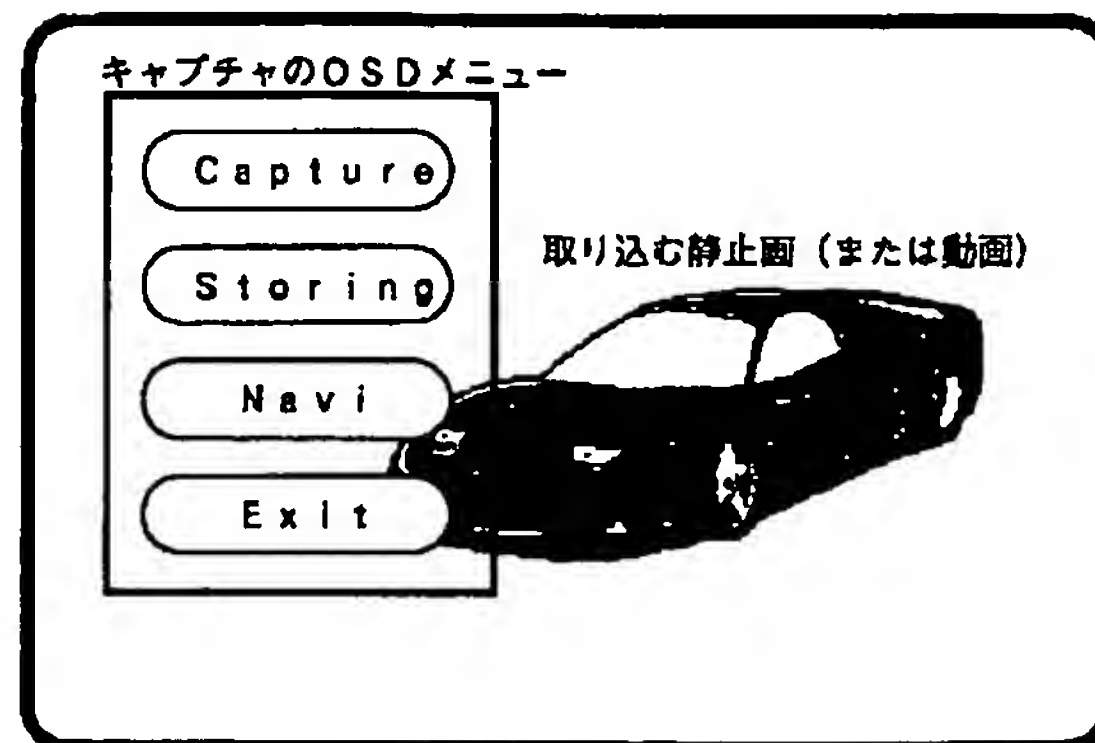 キャプチャのOSDメニュー
Capture
Storing
Navi
Exit
取り込む静止画(または動画)